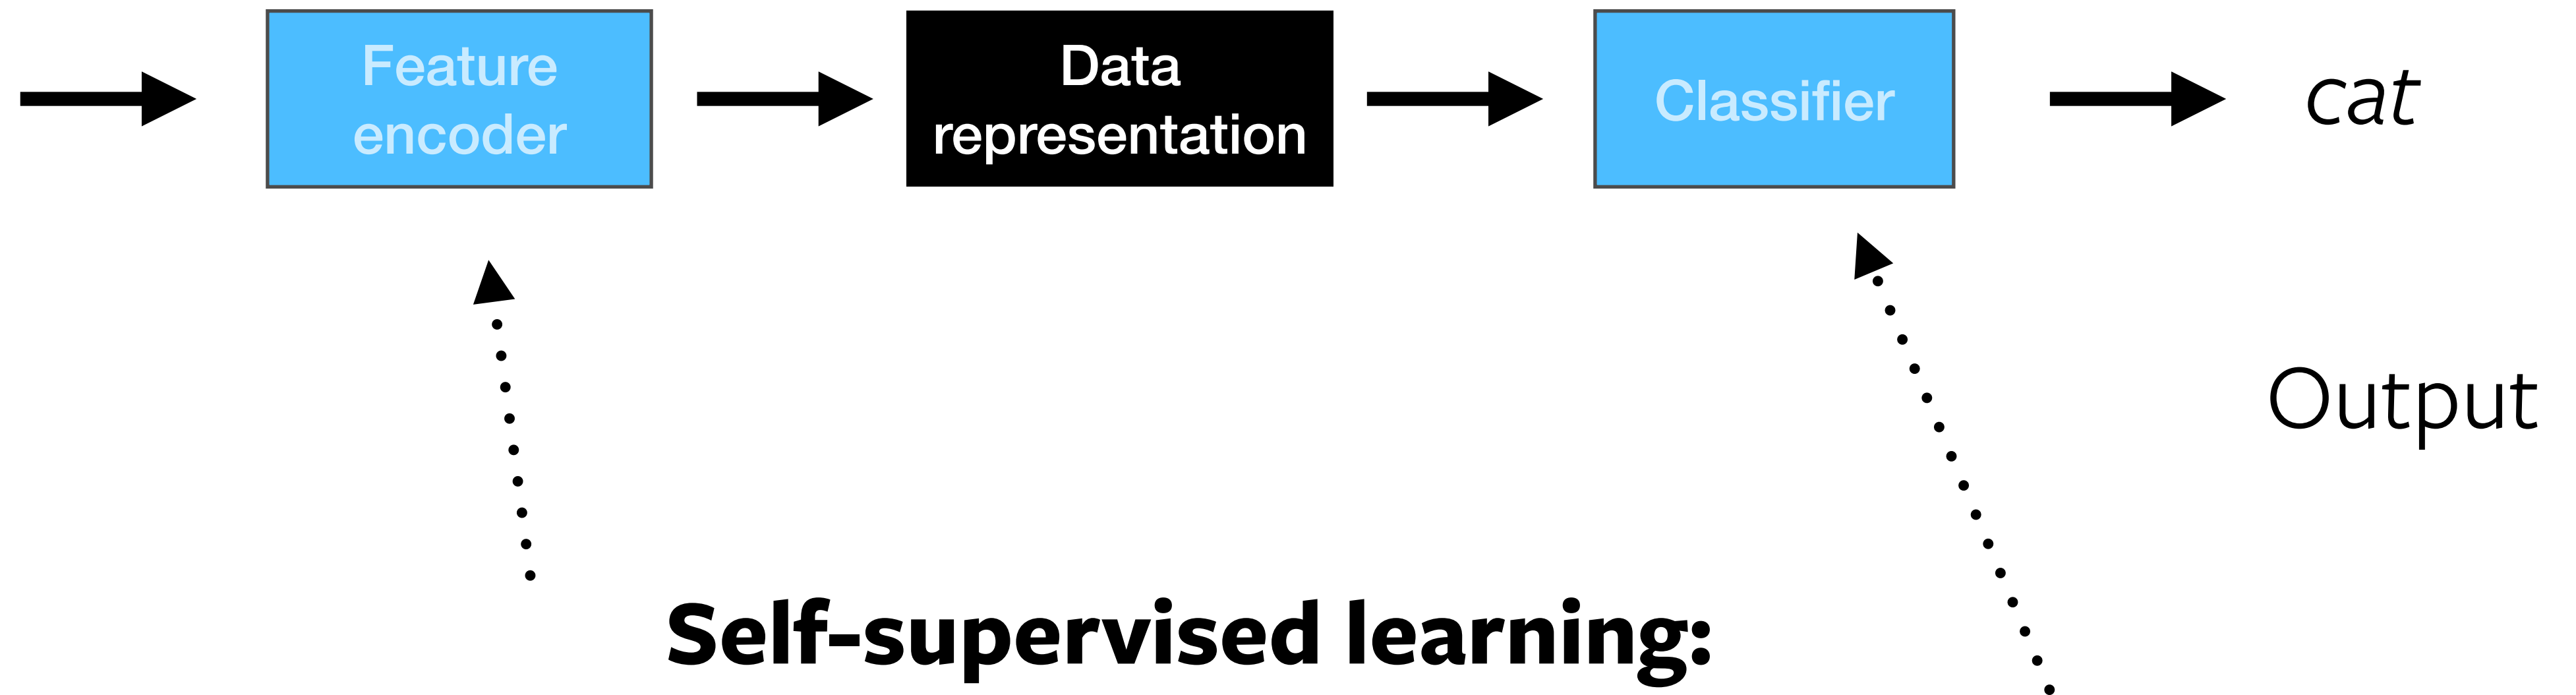 Feature
encoder
Data
representation
Classifier
cat
Output
Self-supervised learning: